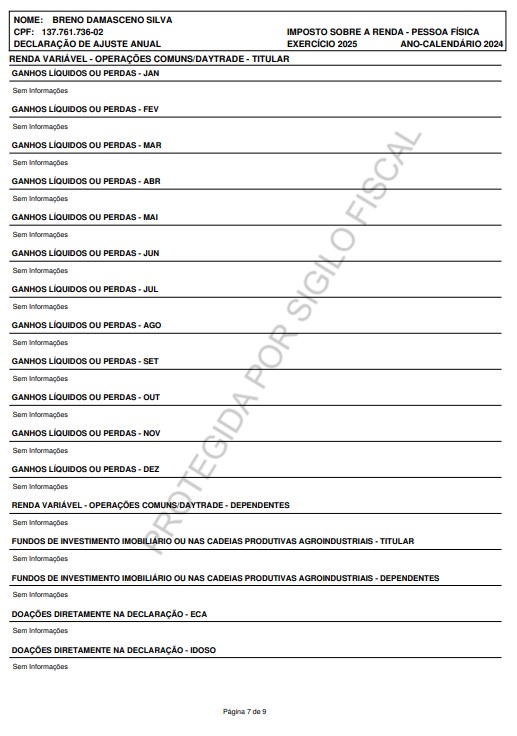 NOME: BRENO DAMASCENO SILVA
CPF: 137.761.736-02 IMPOSTO SOBRE A RENDA - PESSOA FÍSICA
DECLARAÇÃO DE AJUSTE ANUAL EXERCÍCIO 2025 ANO-CALENDÁRIO 2024
RENDA VARIÁVEL - OPERAÇÕES COMUNS/DAYTRADE - TITULAR
GANHOS LÍQUIDOS OU PERDAS - JAN
Sem Informações
GANHOS LÍQUIDOS OU PERDAS - FEV
Sem Informações
GANHOS LÍQUIDOS OU PERDAS - MAR
Sem Informações
GANHOS LÍQUIDOS OU PERDAS - ABR
Sem Informações
GANHOS LÍQUIDOS OU PERDAS - MAI
Sem Informações
GANHOS LÍQUIDOS OU PERDAS - JUN
Sem Informações
GANHOS LÍQUIDOS OU PERDAS - JUL
Sem Informações
GANHOS LÍQUIDOS OU PERDAS - AGO
Sem Informações
GANHOS LÍQUIDOS OU PERDAS - SET
Sem Informações
GANHOS LÍQUIDOS OU PERDAS - OUT
Sem Informações
GANHOS LÍQUIDOS OU PERDAS - NOV
Sem Informações
GANHOS LÍQUIDOS OU PERDAS - DEZ
Sem Informações
RENDA VARIÁVEL - OPERAÇÕES COMUNS/DAYTRADE - DEPENDENTES
Sem Informações
FUNDOS DE INVESTIMENTO IMOBILIÁRIO OU NAS CADEIAS PRODUTIVAS AGROINDUSTRIAIS - TITULAR
Sem Informações
FUNDOS DE INVESTIMENTO IMOBILIÁRIO OU NAS CADEIAS PRODUTIVAS AGROINDUSTRIAIS - DEPENDENTES
Sem Informações
DOAÇÕES DIRETAMENTE NA DECLARAÇÃO - ECA
Sem Informações
DOAÇÕES DIRETAMENTE NA DECLARAÇÃO - IDOSO
Sem Informações
PROTEGIDA POR SIGILO FISCAL
Página 7 de 9